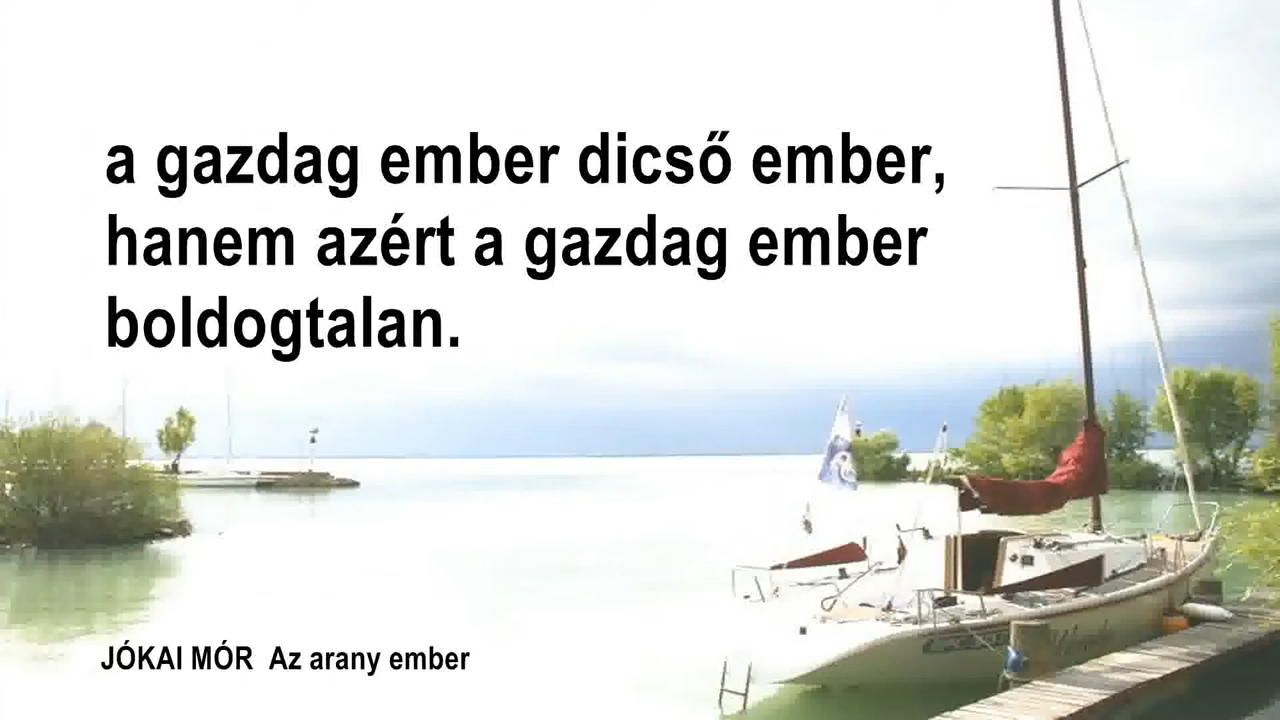 a gazdag ember dicső ember,
hanem azért a gazdag ember
boldogtalan.
JÓKAI MÓR Az arany ember